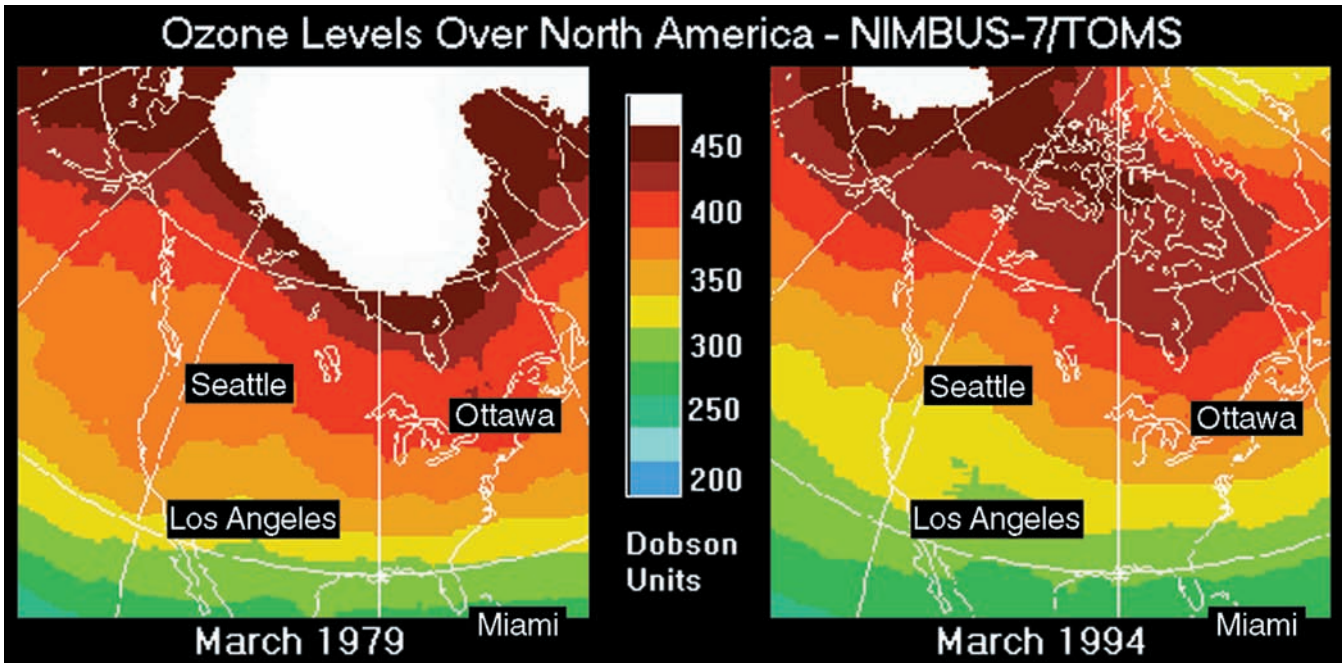 Ozone Levels Over North America - NIMBUS-7/TOMS
Seattle
Ottawa
Los Angeles
Miami
March 1979
450
400
350
300
250
200
Dobson
Units
Seattle
Ottawa
Los Angeles
Miami
March 1994